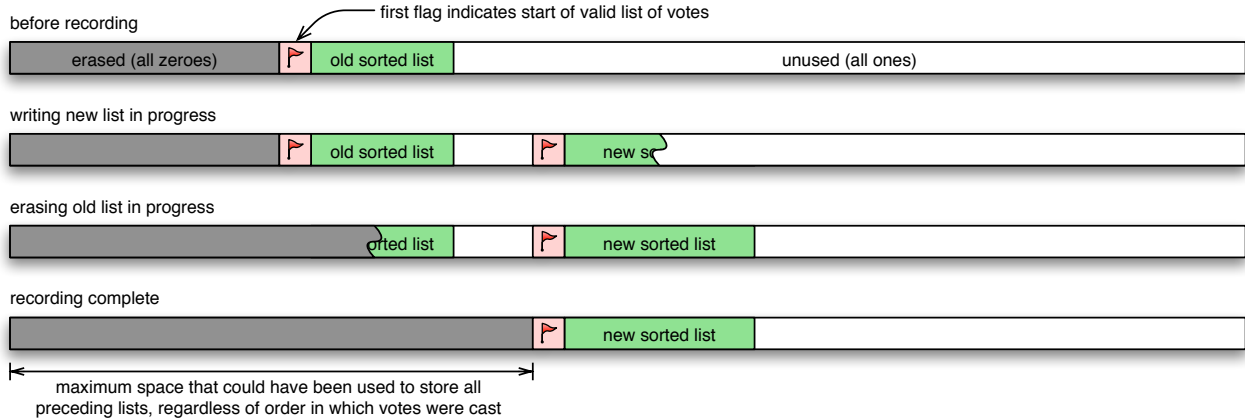 first flag indicates start of valid list of votes
before recording
erased (all zeroes) old sorted list unused (all ones)
writing new list in progress
old sorted list new so
erasing old list in progress
orted list new sorted list
recording complete
new sorted list
maximum space that could have been used to store all
preceding lists, regardless of order in which votes were cast